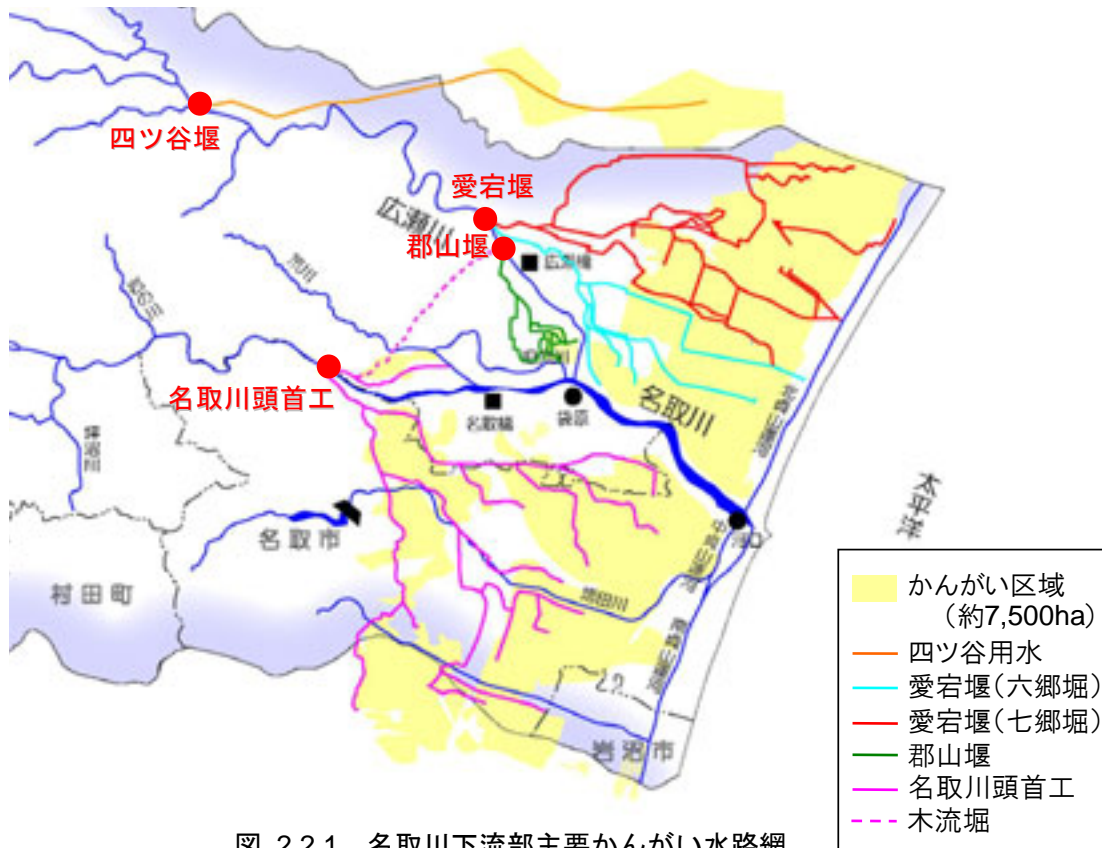 四ツ谷堰
愛宕堰
広瀬川
郡山堰
広瀬橋
名取川頭首工
名取橋
袋原
名取川
太平洋
名取市
村田町
増田川
岩沼市
かんがい区域
（約7,500ha）
四ツ谷用水
愛宕堰（六郷堀）
愛宕堰（七郷堀）
郡山堰
名取川頭首工
木流堀
図 2.2.1 名取川下流部主要かんがい水路網